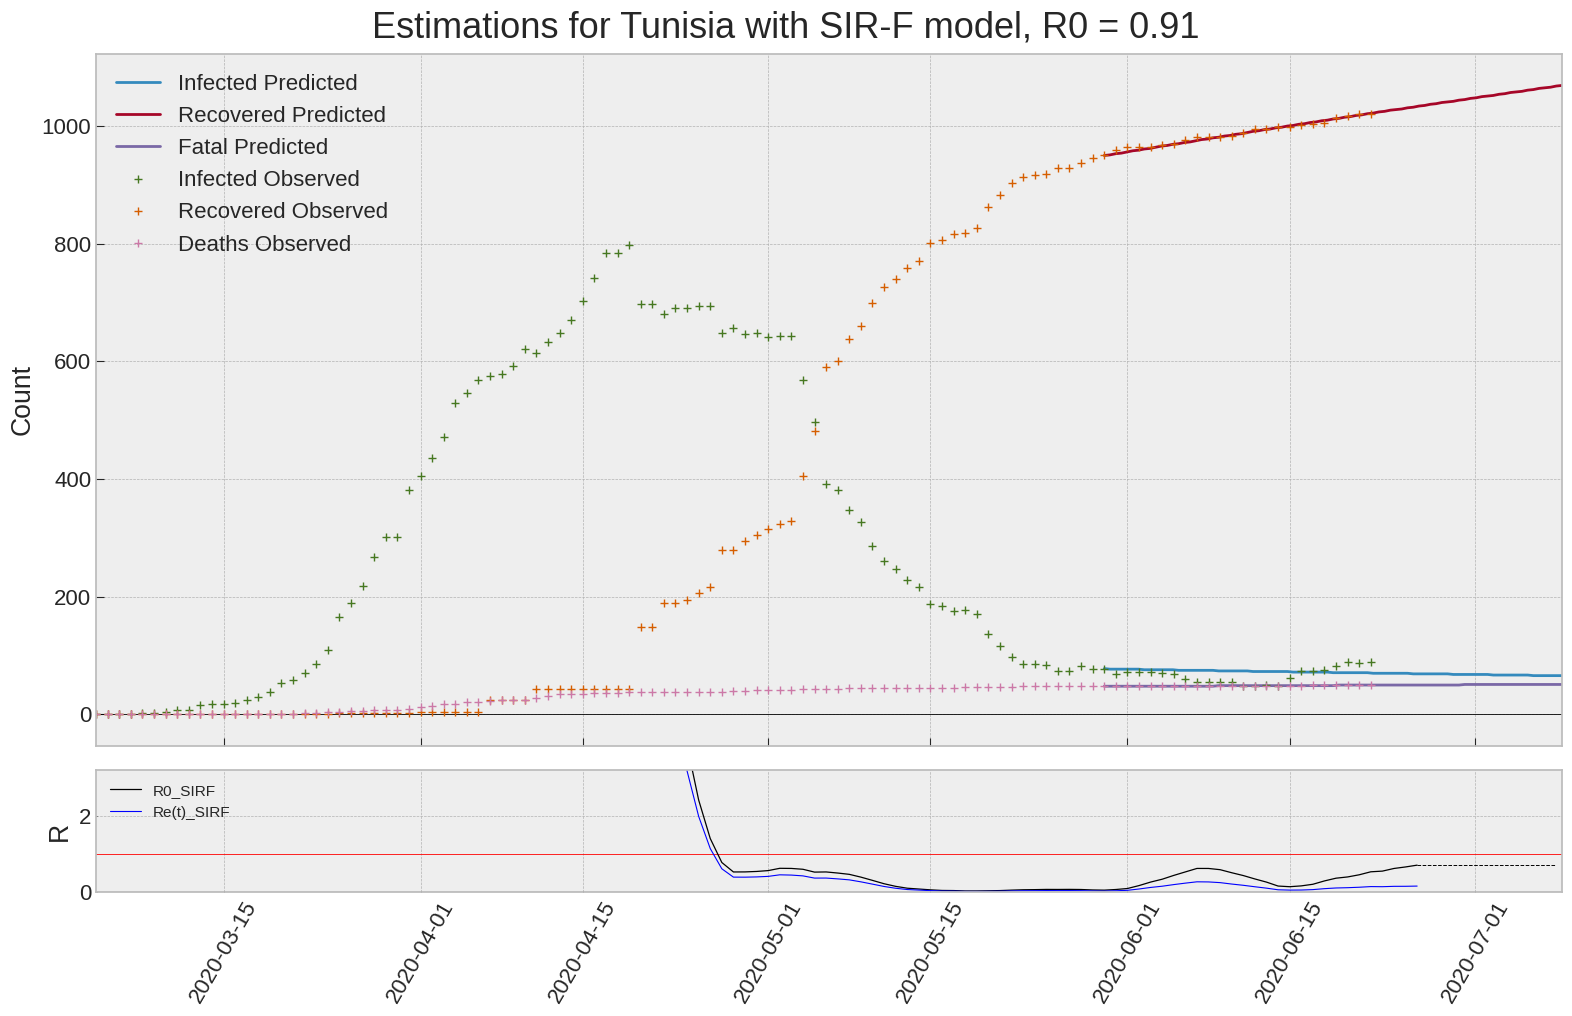 Estimations for Tunisia with SIR-F model, R0 = 0.91
Infected Predicted
Recovered Predicted
Fatal Predicted
Infected Observed
Recovered Observed
Deaths Observed
1000
800
600
400
200
0
Count
R0_SIRF
Re(t)_SIRF
2
0
R
2020-03-15
2020-04-01
2020-04-15
2020-05-01
2020-05-15
2020-06-01
2020-06-15
2020-07-01